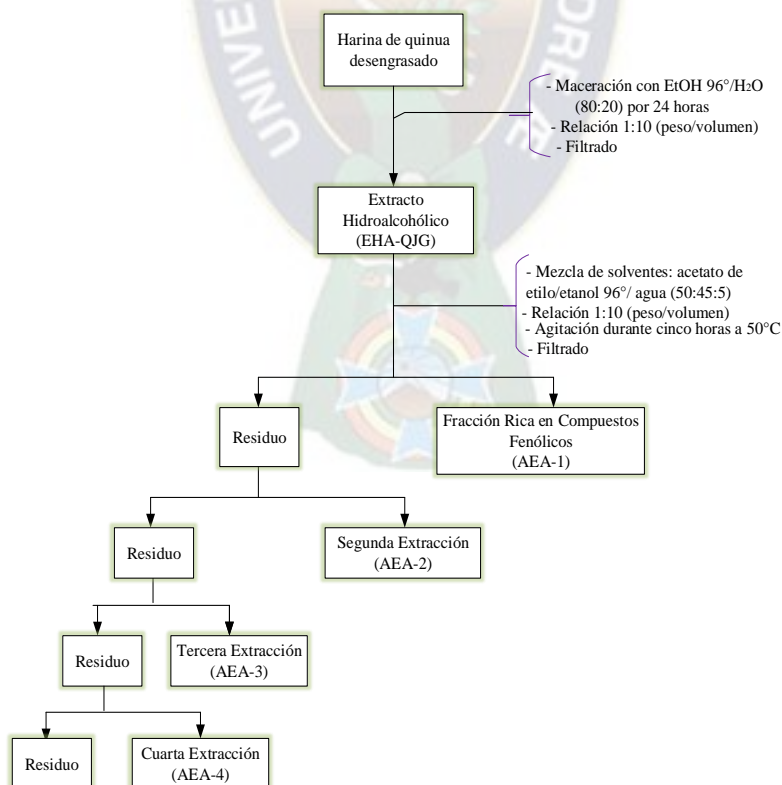 UNIVE
OR DE
Harina de quinua
desengrasado
- Maceración con EtOH 96°/H2O
(80:20) por 24 horas
- Relación 1:10 (peso/volumen)
- Filtrado
Extracto
Hidroalcohólico
(EHA-QJG)
- Mezcla de solventes: acetato de
etilo/etanol 96°/ agua (50:45:5)
- Relación 1:10 (peso/volumen)
- Agitación durante cinco horas a 50°C
- Filtrado
Residuo
Fracción Rica en Compuestos
Fenólicos
(AEA-1)
Residuo
Segunda Extracción
(AEA-2)
Residuo
Tercera Extracción
(AEA-3)
Residuo
Cuarta Extracción
(AEA-4)